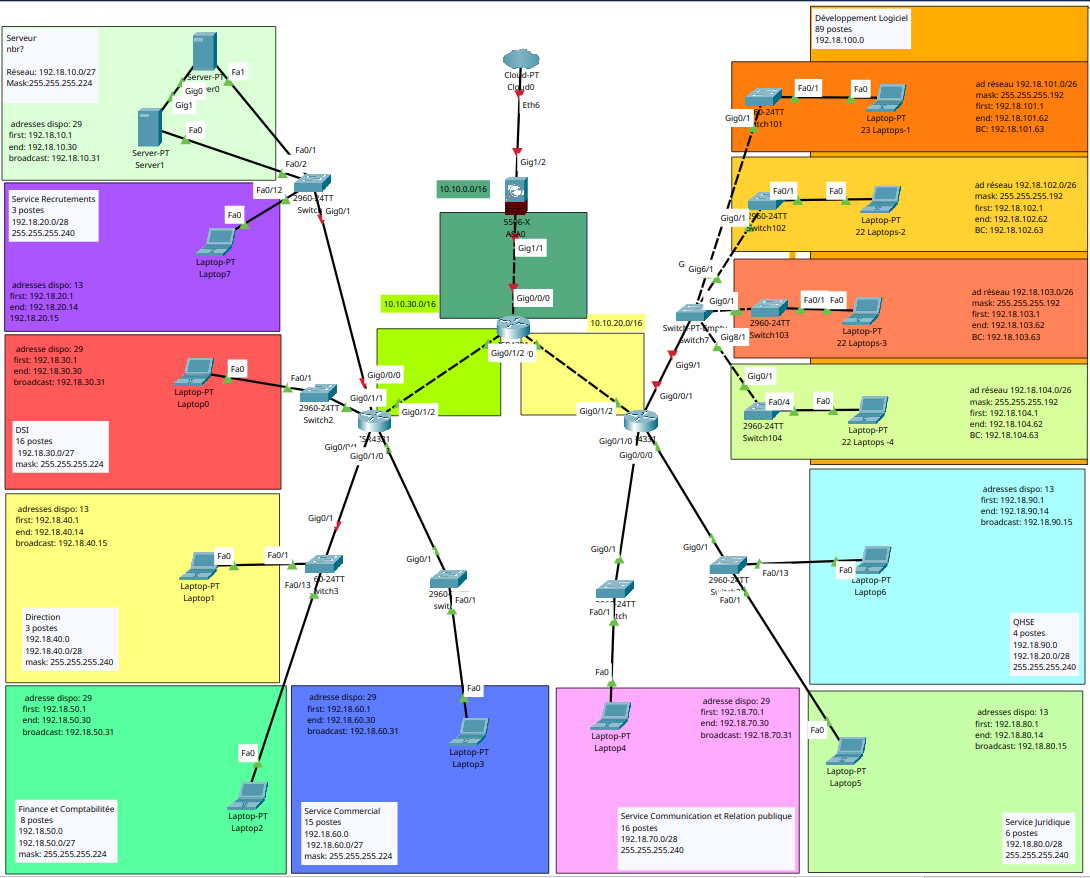 Serveur
nbr?
Réseau: 192.18.10.0/27
Mask:255.255.255.224
adresses dispo: 29
first: 192.18.10.1
end: 192.18.10.30
broadcast: 192.18.10.31
Server-PT
Gig0
Gig1
Fa1
Fa0
Server-PT
Server1
Fa0/1
Fa0/2
Fa0/12
2960-24TT
Gig0/1
Service Recrutements
3 postes
192.18.20.0/28
255.255.255.240
Fa0
Laptop-PT
Laptop7
adresses dispo: 13
first: 192.18.20.1
end: 192.18.20.14
192.18.20.15
adresse dispo: 29
first: 192.18.30.1
end: 192.18.30.30
broadcast: 192.18.30.31
Fa0
Laptop-PT
Laptop0
Fa0/1
2960-24TT
Switch2
DSI
16 postes
192.18.30.0/27
mask: 255.255.255.224
adresses dispo: 13
first: 192.18.40.1
end: 192.18.40.14
broadcast: 192.18.40.15
Fa0
Fa0/1
Laptop-PT
Laptop1
Gig0/1
Fa0/13
Direction
3 postes
192.18.40.0
192.18.40.0/28
mask: 255.255.255.240
adresse dispo: 29
first: 192.18.50.1
end: 192.18.50.30
broadcast: 192.18.50.31
Fa0
Laptop-PT
Laptop2
Finance et Comptabilitée
8 postes
192.18.50.0
192.18.50.0/27
mask: 255.255.255.224
adresse dispo: 29
first: 192.18.60.1
end: 192.18.60.30
broadcast: 192.18.60.31
Gig0/1
Fa0/1
Fa0
Laptop-PT
Laptop3
Service Commercial
15 postes
192.18.60.0
192.18.60.0/27
mask: 255.255.255.224
Cloud-PT
Cloud0
Eth6
Gig1/2
10.10.0.0/16
5506-X
ASA0
Gig1/1
Gig0/0/0
10.10.30.0/16
10.10.20.0/16
Gig0/1/2
Gig0/0/0
Gig0/1/1
Gig0/1/2
Gig0/1/0
Gig0/1/2
Gig0/0/1
Gig0/1/0
Gig0/0/0
Gig0/1
Fa0/1
Fa0
Laptop-PT
Laptop4
adresse dispo: 29
first: 192.18.70.1
end: 192.18.70.30
broadcast: 192.18.70.31
Service Communication et Relation publique
16 postes
192.18.70.0/28
255.255.255.240
Gig0/1
2960-24TT
Fa0/13
Fa0/1
Fa0
Laptop-PT
Laptop6
adresses dispo: 13
first: 192.18.90.1
end: 192.18.90.14
broadcast: 192.18.90.15
QHSE
4 postes
192.18.90.0
192.18.20.0/28
255.255.255.240
Fa0
Laptop-PT
Laptop5
adresses dispo: 13
first: 192.18.80.1
end: 192.18.80.14
broadcast: 192.18.80.15
Service Juridique
6 postes
192.18.80.0/28
255.255.255.240
Développement Logiciel
89 postes
192.18.100.0
Gig0/1
Fa0/1
Fa0
Laptop-PT
23 Laptops-1
ad réseau 192.18.101.0/26
mask: 255.255.255.192
first: 192.18.101.1
end: 192.18.101.62
BC: 192.18.101.63
Gig0/1
Fa0/1
Fa0
2960-24TT
Switch102
Laptop-PT
22 Laptops-2
ad réseau 192.18.102.0/26
mask: 255.255.255.192
first: 192.18.102.1
end: 192.18.102.62
BC: 192.18.102.63
Gig6/1
Switch-PT-Empty
Switch7
Gig8/1
Gig9/1
Gig0/1
Fa0/1
Fa0
2960-24TT
Switch103
Laptop-PT
22 Laptops-3
ad réseau 192.18.103.0/26
mask: 255.255.255.192
first: 192.18.103.1
end: 192.18.103.62
BC: 192.18.103.63
Gig0/1
Fa0/4
Fa0
2960-24TT
Switch104
Laptop-PT
22 Laptops -4
ad réseau 192.18.104.0/26
mask: 255.255.255.192
first: 192.18.104.1
end: 192.18.104.62
BC: 192.18.104.63